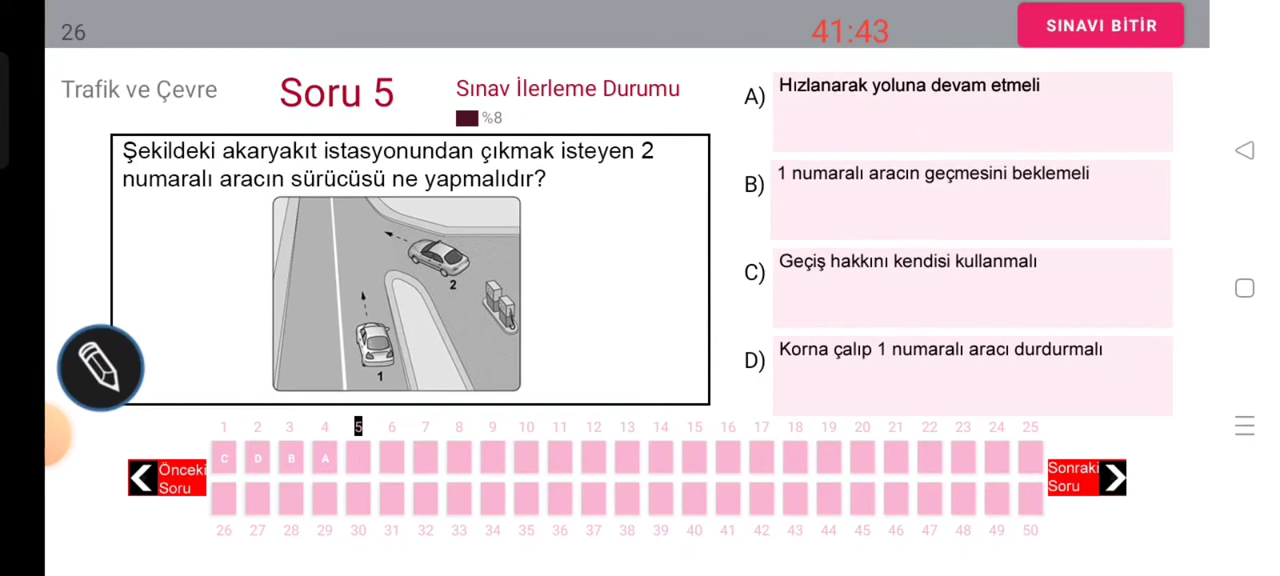 26
41:43
SINAVI BİTİR
Trafik ve Çevre
Soru 5
Sınav İlerleme Durumu
%8
Şekildeki akaryakıt istasyonundan çıkmak isteyen 2
numaralı aracın sürücüsü ne yapmalıdır?
2
1
A) Hızlanarak yoluna devam etmeli
B) 1 numaralı aracın geçmesini beklemeli
C) Geçiş hakkını kendisi kullanmalı
D) Korna çalıp 1 numaralı aracı durdurmalı
1 2 3 4 5 6 7 8 9 10 11 12 13 14 15 16 17 18 19 20 21 22 23 24 25
C D B A
Önceki
Soru
Sonraki
Soru
26 27 28 29 30 31 32 33 34 35 36 37 38 39 40 41 42 43 44 45 46 47 48 49 50